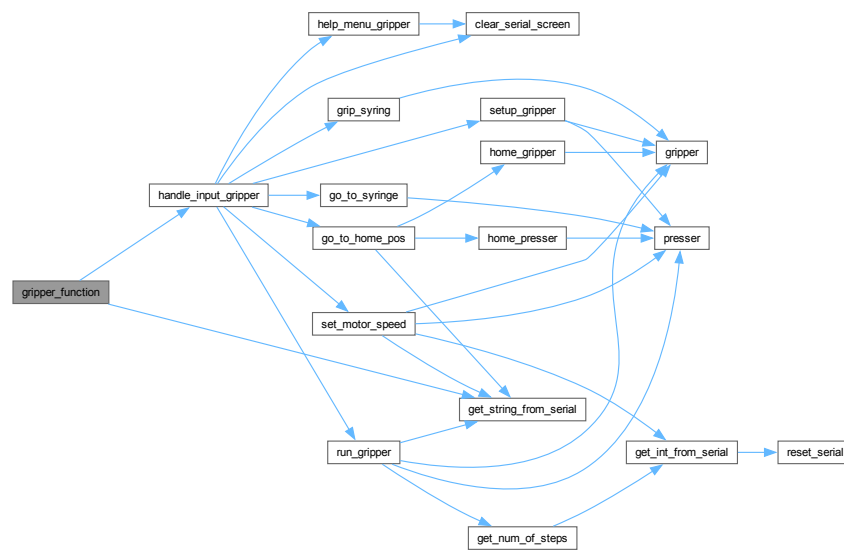 help_menu_gripper
clear_serial_screen
grip_syring
setup_gripper
gripper
home_gripper
handle_input_gripper
go_to_syringe
go_to_home_pos
home_presser
presser
gripper_function
set_motor_speed
get_string_from_serial
run_gripper
get_int_from_serial
reset_serial
get_num_of_steps